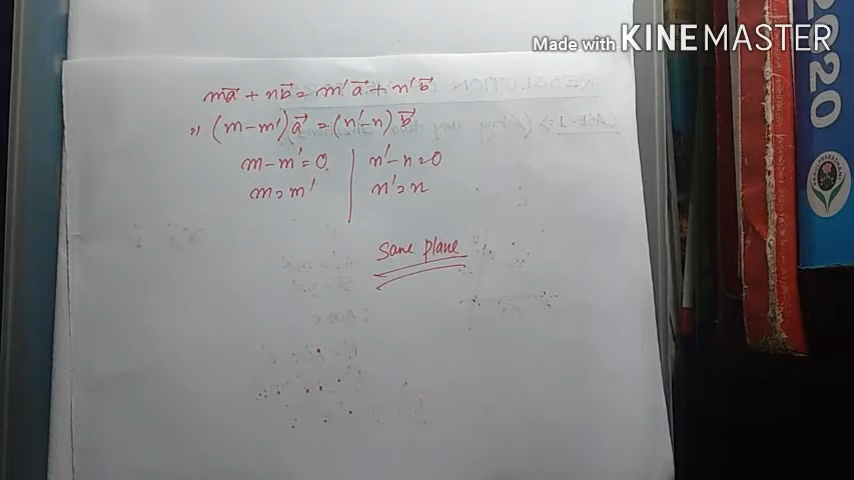 Made with KINEMASTER
2020
ma⃗ + nb⃗ = m'a⃗ + n'b⃗
〃 (m-m')a⃗ = (n'-n)b⃗
m-m'=0 | n'-n=0
m=m' | n'=n
Same plane